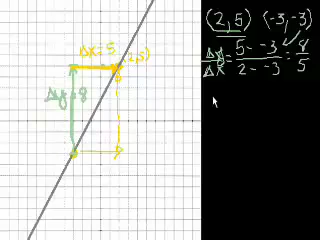 (2,5) (-3,-3)
Δy/Δx = 5 - -3 / 2 - -3 = 8/5
Δx = 5
(2,5)
Δy = 8